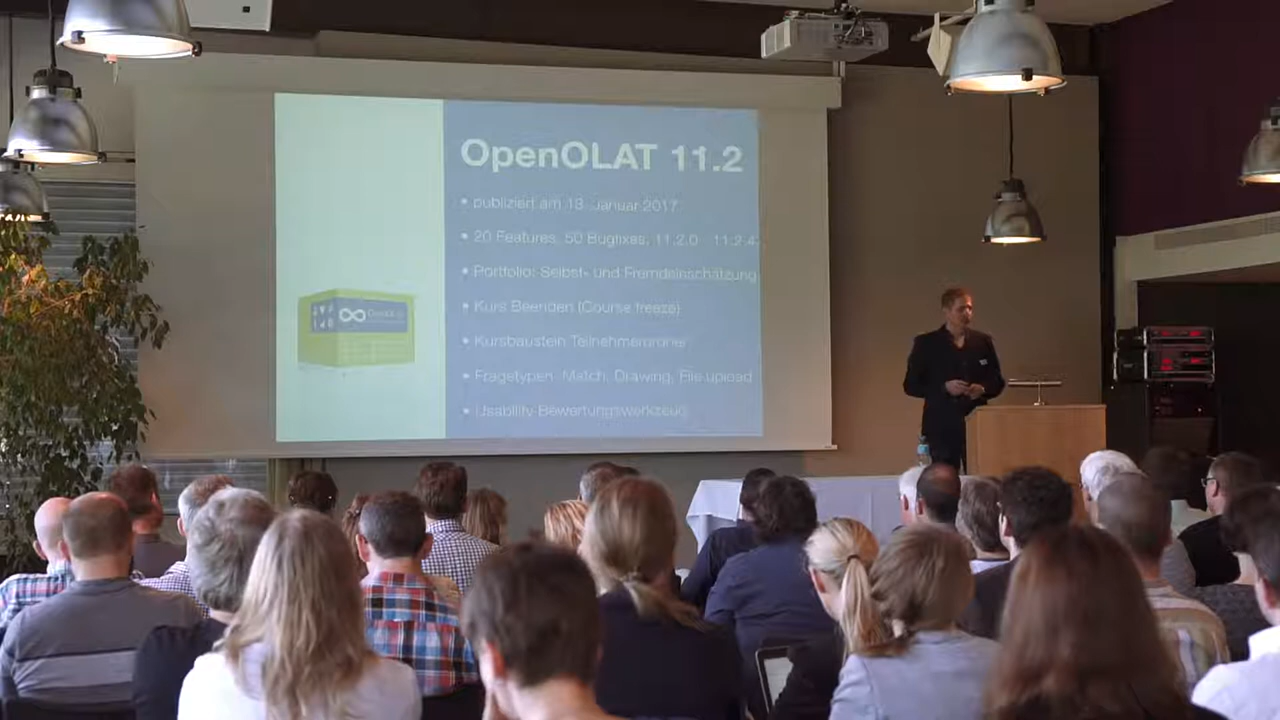 OpenOLAT 11.2
• publiziert am 18. Januar 2017
• 20 Features, 50 Bugfixes, 11.2.0 - 11.2.4
• Portfolio: Selbst- und Fremdeinschätzung
• Kurs Beenden (Course freeze)
• Kursbaustein Teilnehmerordner
• Fragetypen: Match, Drawing, File upload
• Usability Bewertungswerkzeug